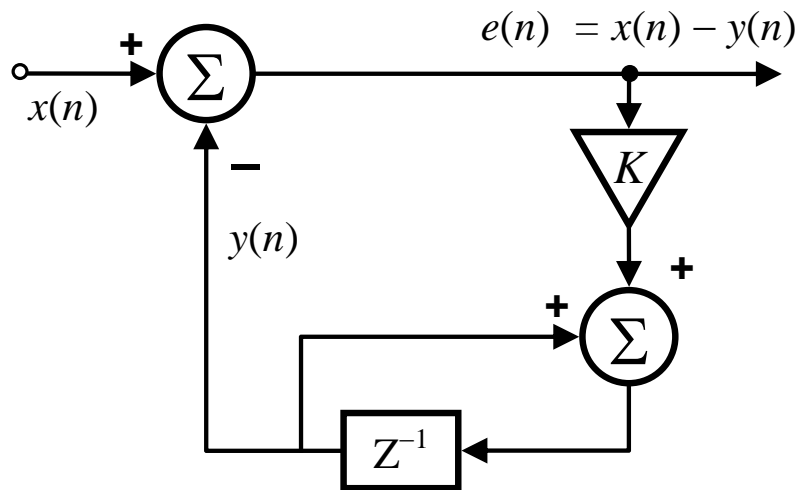 e(n) = x(n) − y(n)
+
Σ
x(n)
−
K
y(n)
+
+
Σ
Z⁻¹